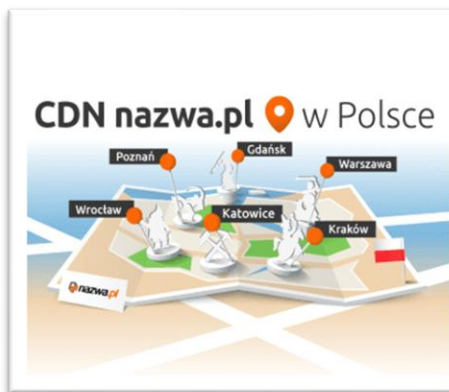 CDN nazwa.pl w Polsce
Gdańsk
Poznań
Warszawa
Wrocław
Katowice
Kraków
nazwa.pl